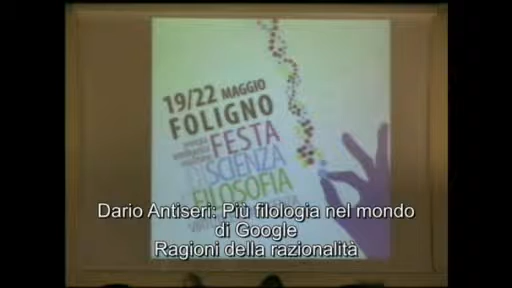 19/22 MAGGIO
FOLIGNO
FESTA
SCIENZA
FILOSOFIA
Dario Antiseri: Più filologia nel mondo
di Google
Ragioni della razionalità